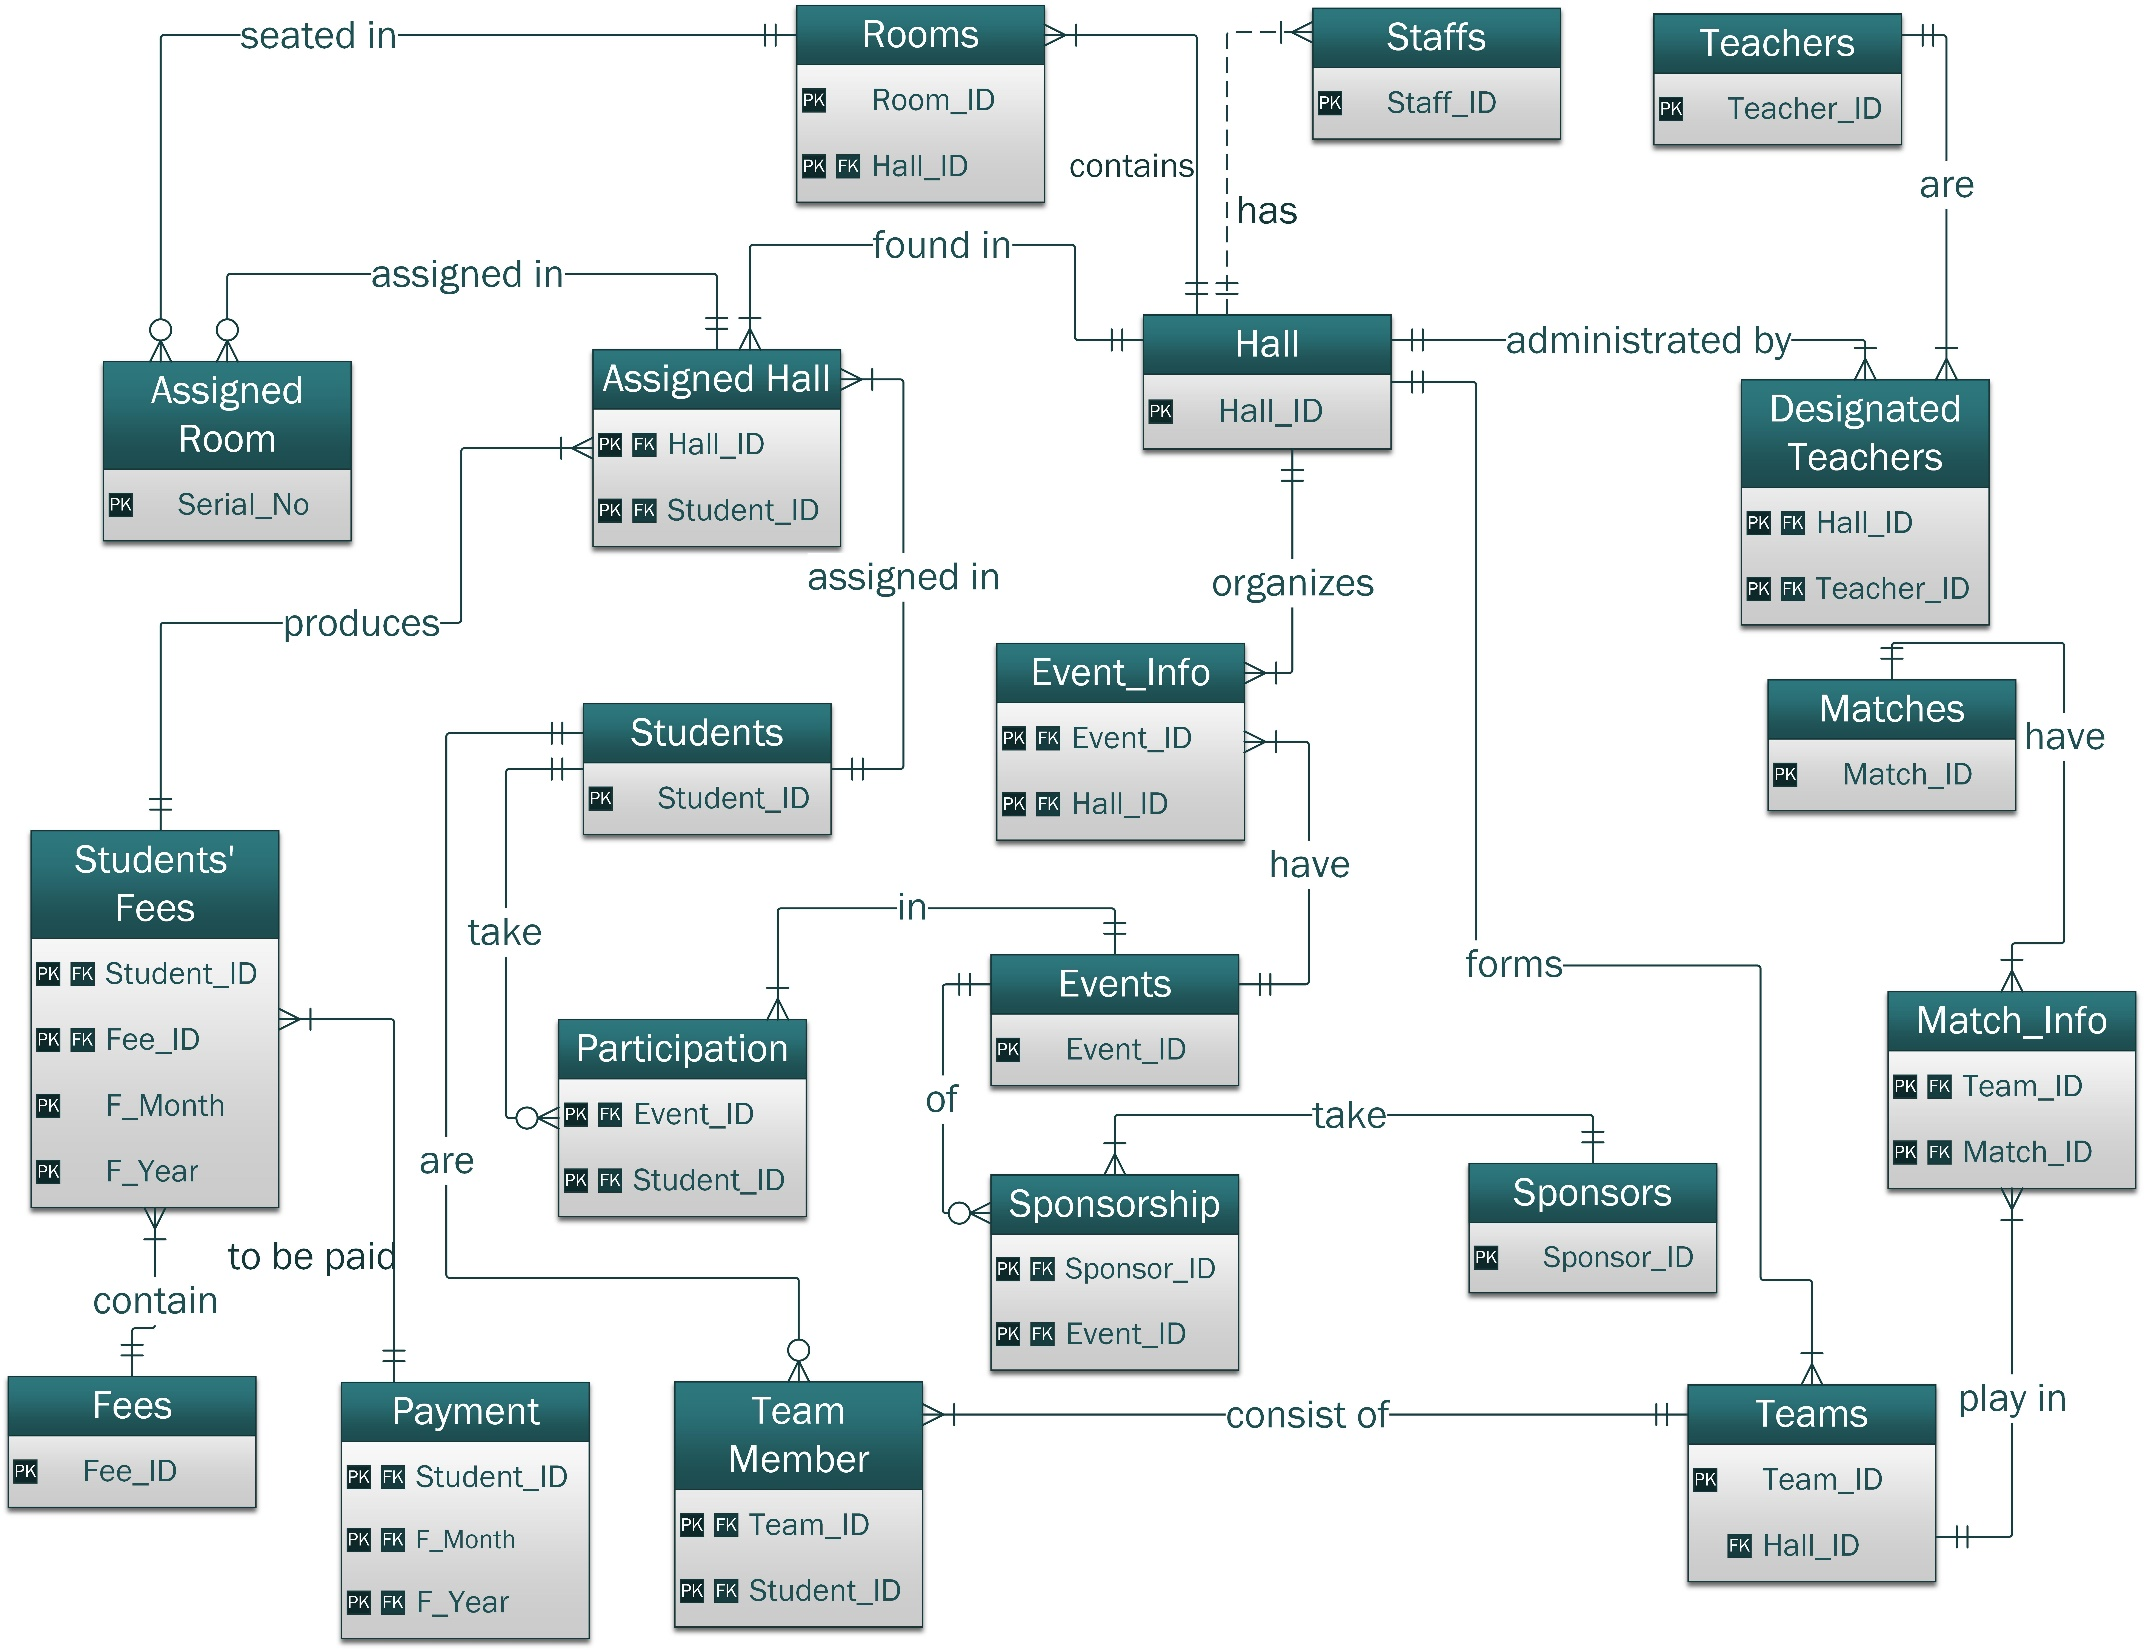 seated in
Rooms
PK Room_ID
PK FK Hall_ID
contains
Staffs
PK Staff_ID
has
Teachers
PK Teacher_ID
are
found in
assigned in
Assigned
Room
PK Serial_No
Assigned Hall
PK FK Hall_ID
PK FK Student_ID
Hall
PK Hall_ID
administrated by
Designated
Teachers
PK FK Hall_ID
PK FK Teacher_ID
assigned in
organizes
produces
Event_Info
PK FK Event_ID
PK FK Hall_ID
Students
PK Student_ID
Matches
PK Match_ID
have
Students'
Fees
PK FK Student_ID
PK FK Fee_ID
PK F_Month
PK F_Year
have
in
take
Events
PK Event_ID
forms
Match_Info
PK FK Team_ID
PK FK Match_ID
Participation
PK FK Event_ID
PK FK Student_ID
of
take
are
Sponsorship
PK FK Sponsor_ID
PK FK Event_ID
Sponsors
PK Sponsor_ID
to be paid
contain
Fees
PK Fee_ID
Payment
PK FK Student_ID
PK FK F_Month
PK FK F_Year
Team
Member
PK FK Team_ID
PK FK Student_ID
consist of
Teams
PK Team_ID
FK Hall_ID
play in